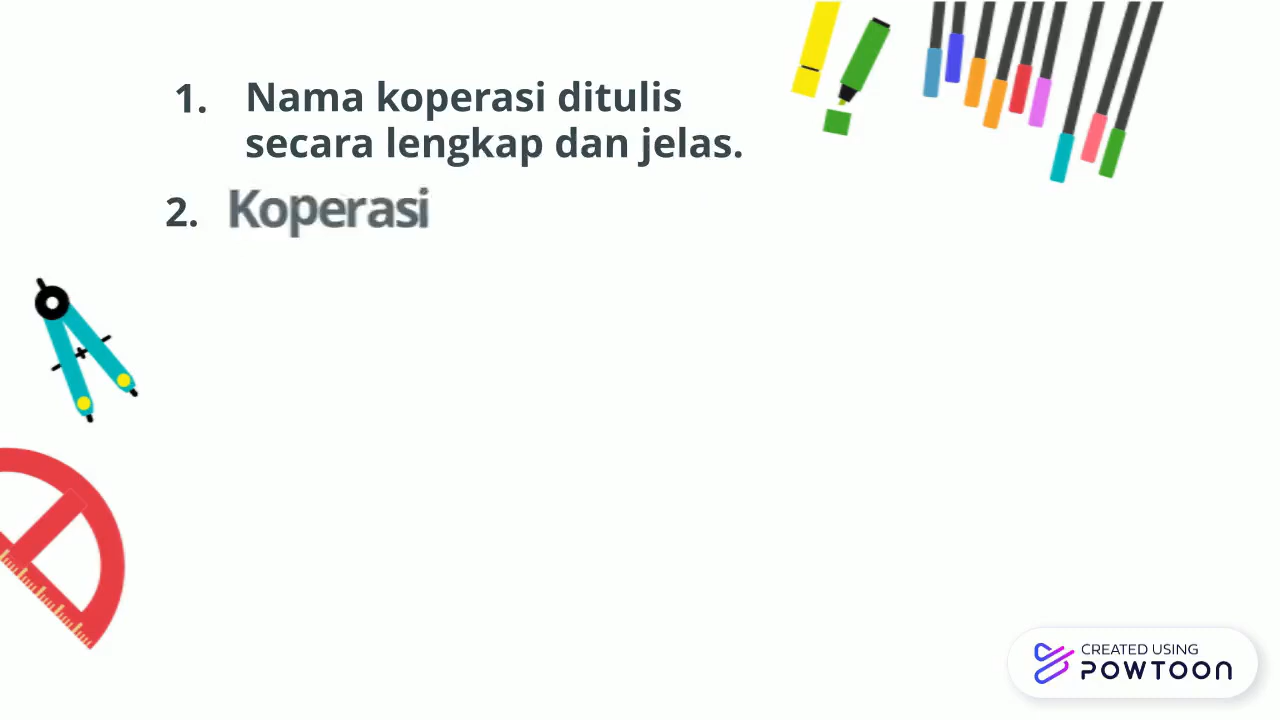 1. Nama koperasi ditulis
secara lengkap dan jelas.
2. Koperasi
CREATED USING
POWTOON